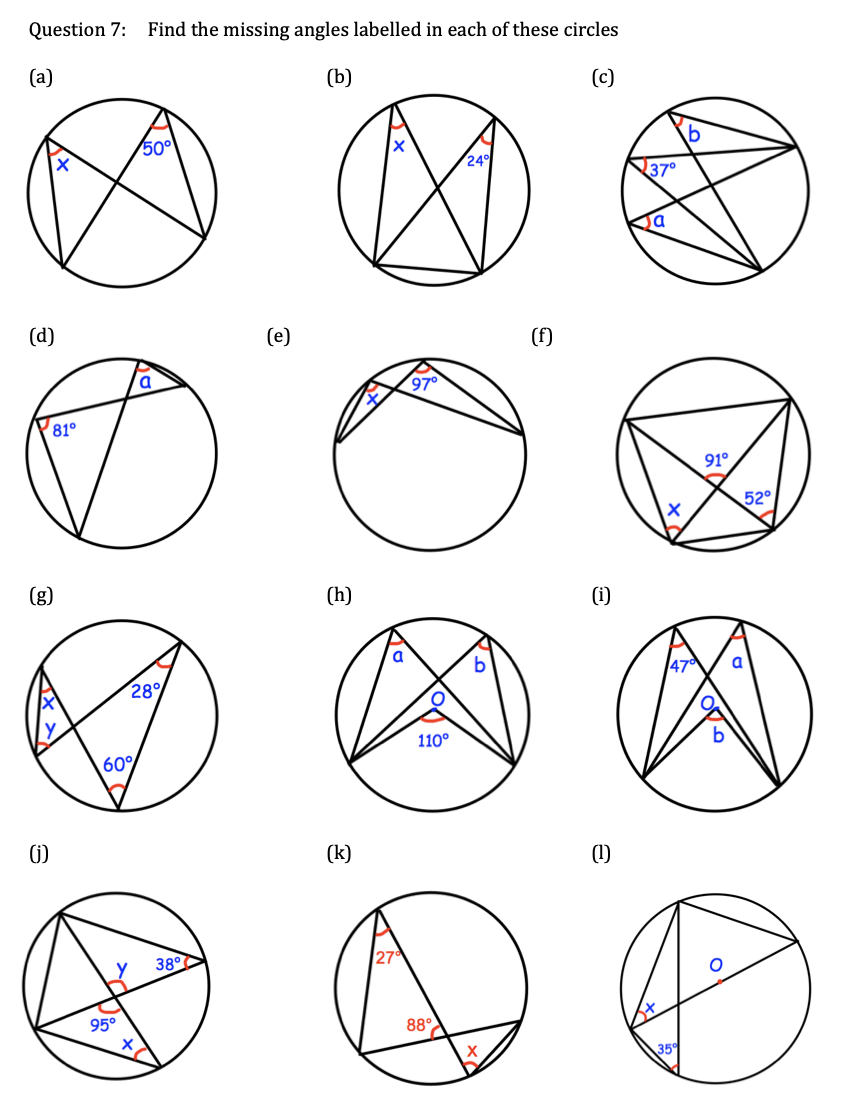 Question 7: Find the missing angles labelled in each of these circles
(a) (b) (c)
x 50° x 24° b 37° a
(d) (e) (f)
81° a x 97° 91° x 52°
(g) (h) (i)
x y 28° 60° a b O 110° 47° a O b
(j) (k) (l)
y 38° 95° x 27° 88° x O x 35°